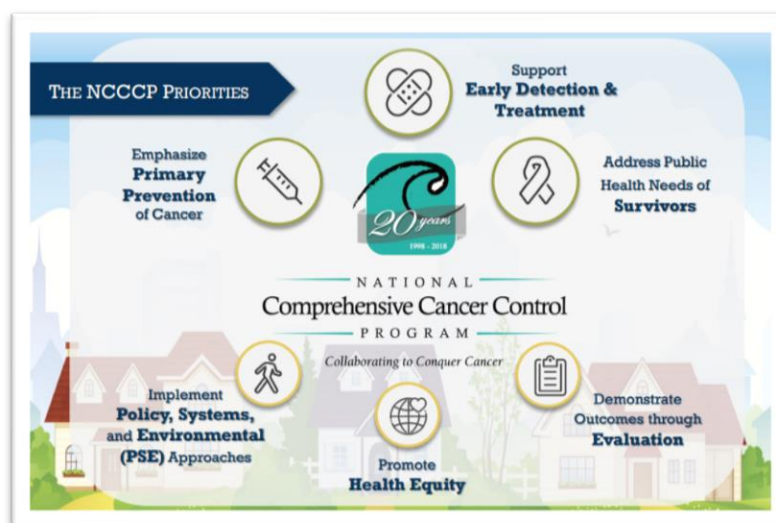 THE NCCCP PRIORITIES
Support
Early Detection &
Treatment
Emphasize
Primary
Prevention
of Cancer
Address Public
Health Needs of
Survivors
20 years
1998 - 2018
NATIONAL
Comprehensive Cancer Control
PROGRAM
Collaborating to Conquer Cancer
Implement
Policy, Systems,
and Environmental
(PSE) Approaches
Promote
Health Equity
Demonstrate
Outcomes through
Evaluation